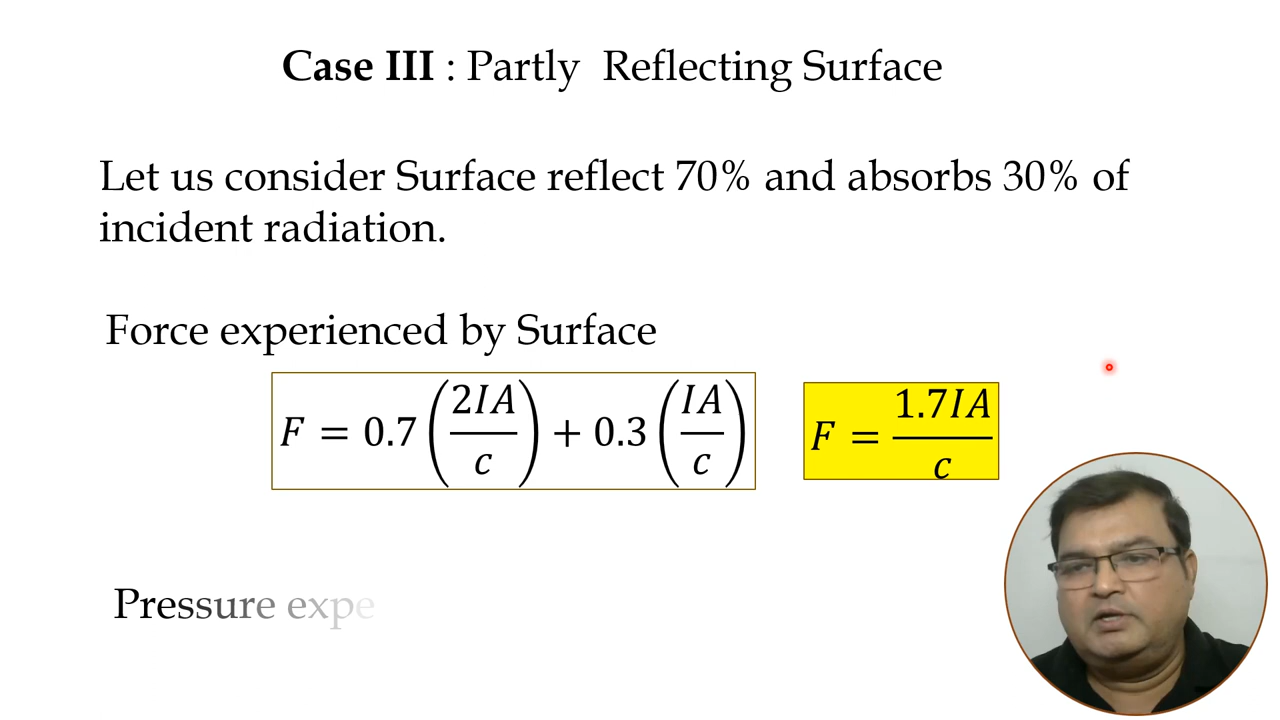 Case III : Partly Reflecting Surface
Let us consider Surface reflect 70% and absorbs 30% of
incident radiation.
Force experienced by Surface
F = 0.7 (2IA/c) + 0.3 (IA/c) F = 1.7IA/c
Pressure expe